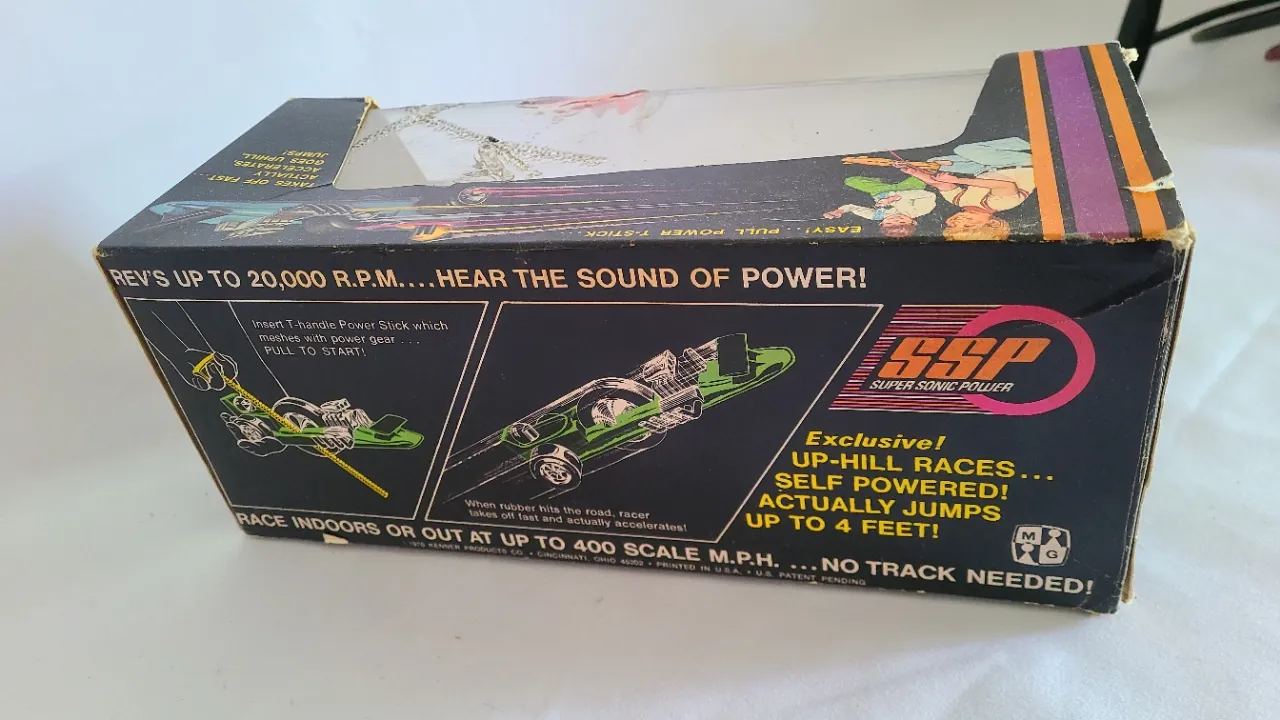 TAKES OFF FAST...
ACTUALLY
ACCELERATES,
GOES UPHILL,
JUMPS!
EASY!... PULL POWER T-STICK...
REV'S UP TO 20,000 R.P.M....HEAR THE SOUND OF POWER!
Insert T-handle Power Stick which
meshes with power gear ...
PULL TO START!
When rubber hits the road, racer
takes off fast and actually accelerates!
SSP
SUPER SONIC POWER
Exclusive!
UP-HILL RACES...
SELF POWERED!
ACTUALLY JUMPS
UP TO 4 FEET!
MG
RACE INDOORS OR OUT AT UP TO 400 SCALE M.P.H. ...NO TRACK NEEDED!
KENNER PRODUCTS CO. • CINCINNATI, OHIO 45202 • PRINTED IN U.S.A. • U.S. PATENT PENDING